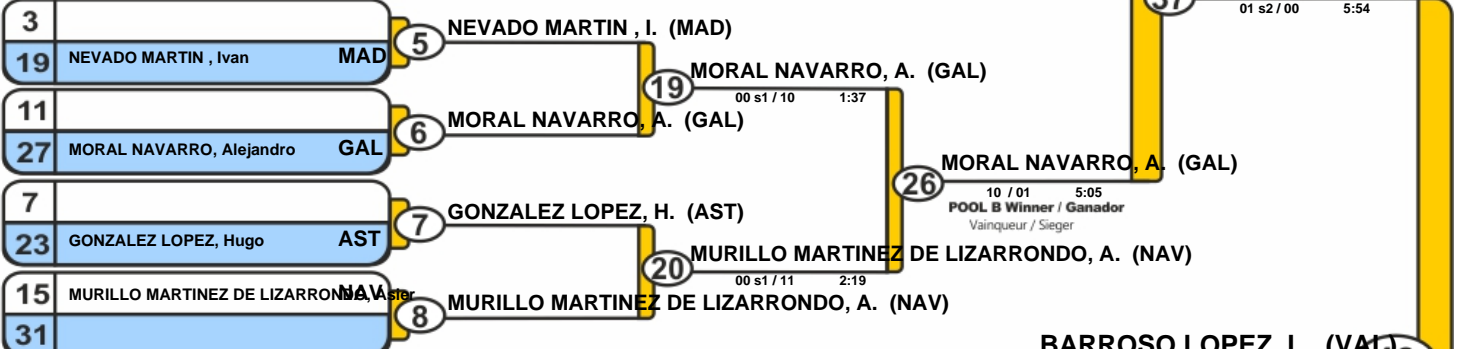 3
19 NEVADO MARTIN , Ivan MAD
5
NEVADO MARTIN , I. (MAD)
11
27 MORAL NAVARRO, Alejandro GAL
6
MORAL NAVARRO, A. (GAL)
19
MORAL NAVARRO, A. (GAL)
00 s1 / 10 1:37
7
23 GONZALEZ LOPEZ, Hugo AST
7
GONZALEZ LOPEZ, H. (AST)
15 MURILLO MARTINEZ DE LIZARRONDO, Asier NAV
31
8
MURILLO MARTINEZ DE LIZARRONDO, A. (NAV)
20
MURILLO MARTINEZ DE LIZARRONDO, A. (NAV)
00 s1 / 11 2:19
26
MORAL NAVARRO, A. (GAL)
10 / 01 5:05
POOL B Winner / Ganador
Vainqueur / Sieger
37
01 s2 / 00 5:54
BARROSO LOPEZ, L. (VAL)